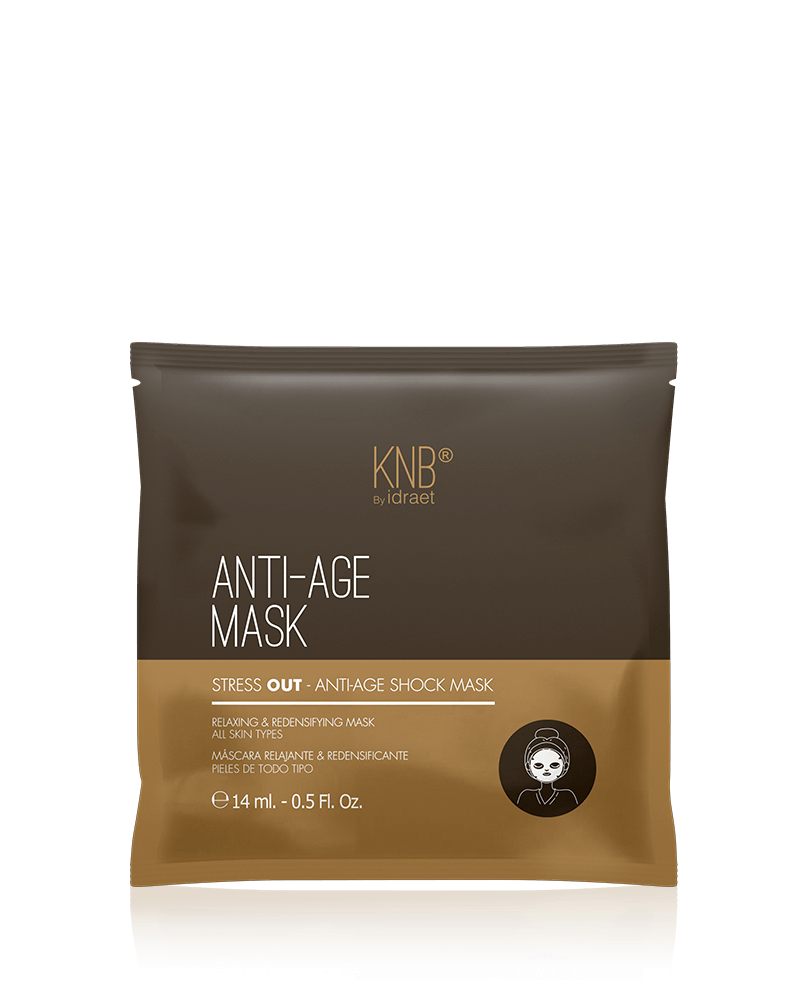 KNB®
By idraet
ANTI-AGE
MASK
STRESS OUT - ANTI-AGE SHOCK MASK
RELAXING & REDENSIFYING MASK
ALL SKIN TYPES
MÁSCARA RELAJANTE & REDENSIFICANTE
PIELES DE TODO TIPO
℮ 14 ml. - 0.5 Fl. Oz.